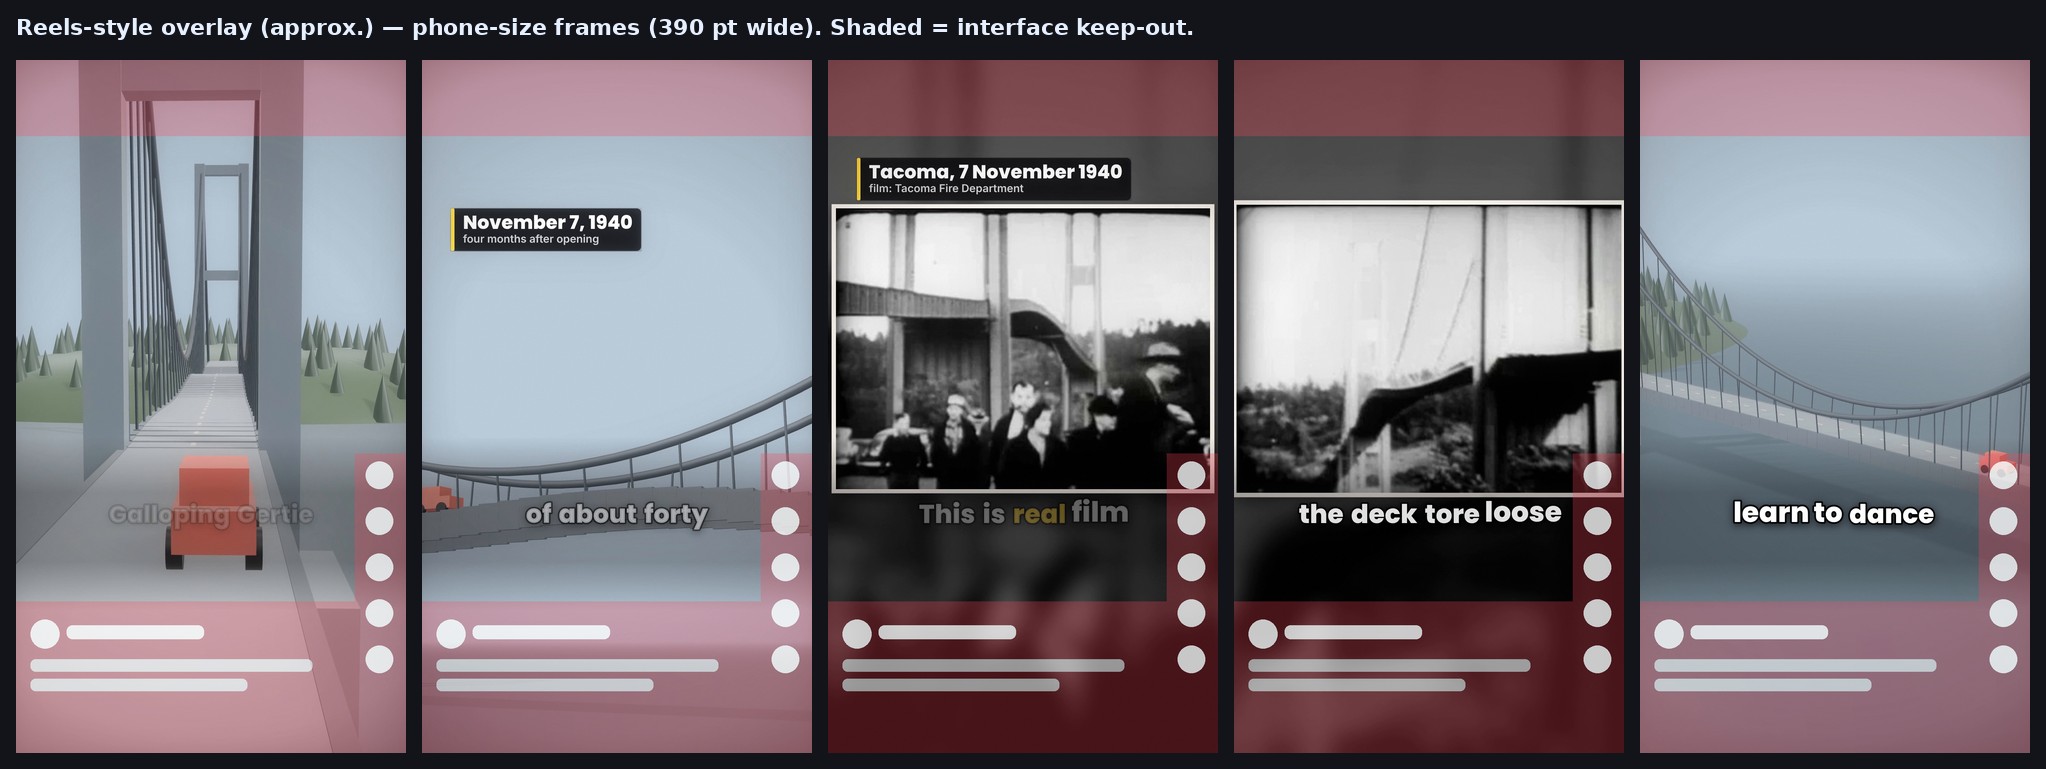 Reels-style overlay (approx.) — phone-size frames (390 pt wide). Shaded = interface keep-out.
Galloping Gertie
November 7, 1940
four months after opening
of about forty
Tacoma, 7 November 1940
film: Tacoma Fire Department
This is real film
the deck tore loose
learn to dance